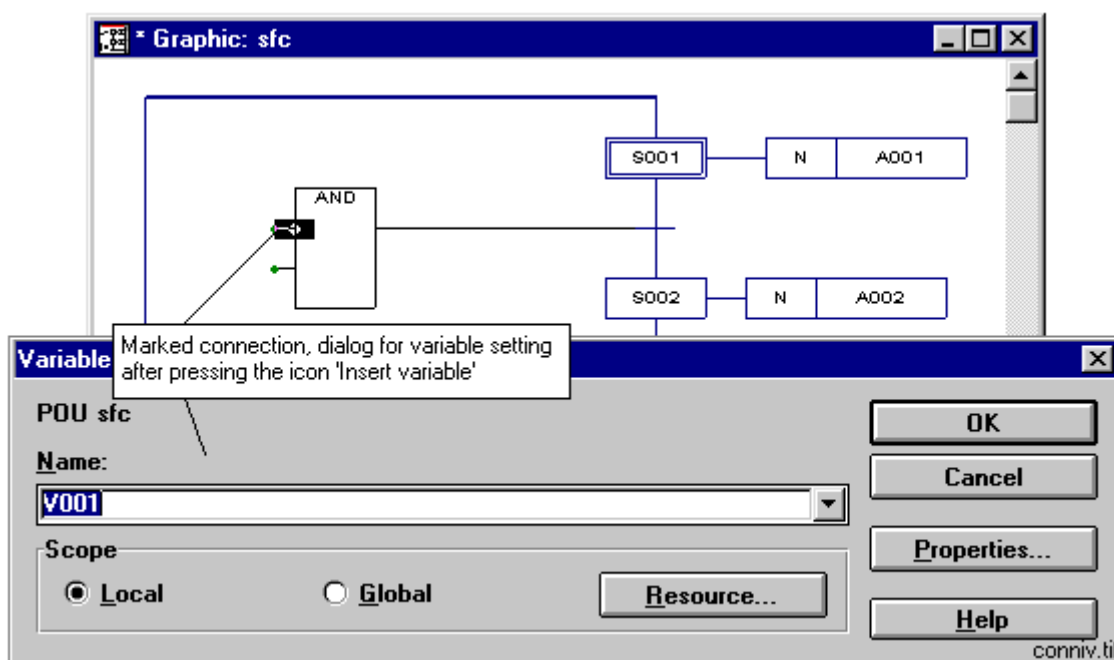 * Graphic: sfc
S001
N
A001
AND
S002
N
A002
Marked connection, dialog for variable setting
after pressing the icon 'Insert variable'
Variable
POU sfc
OK
Name:
Cancel
V001
Properties...
Scope
Local
Global
Resource...
Help
conniv.ti